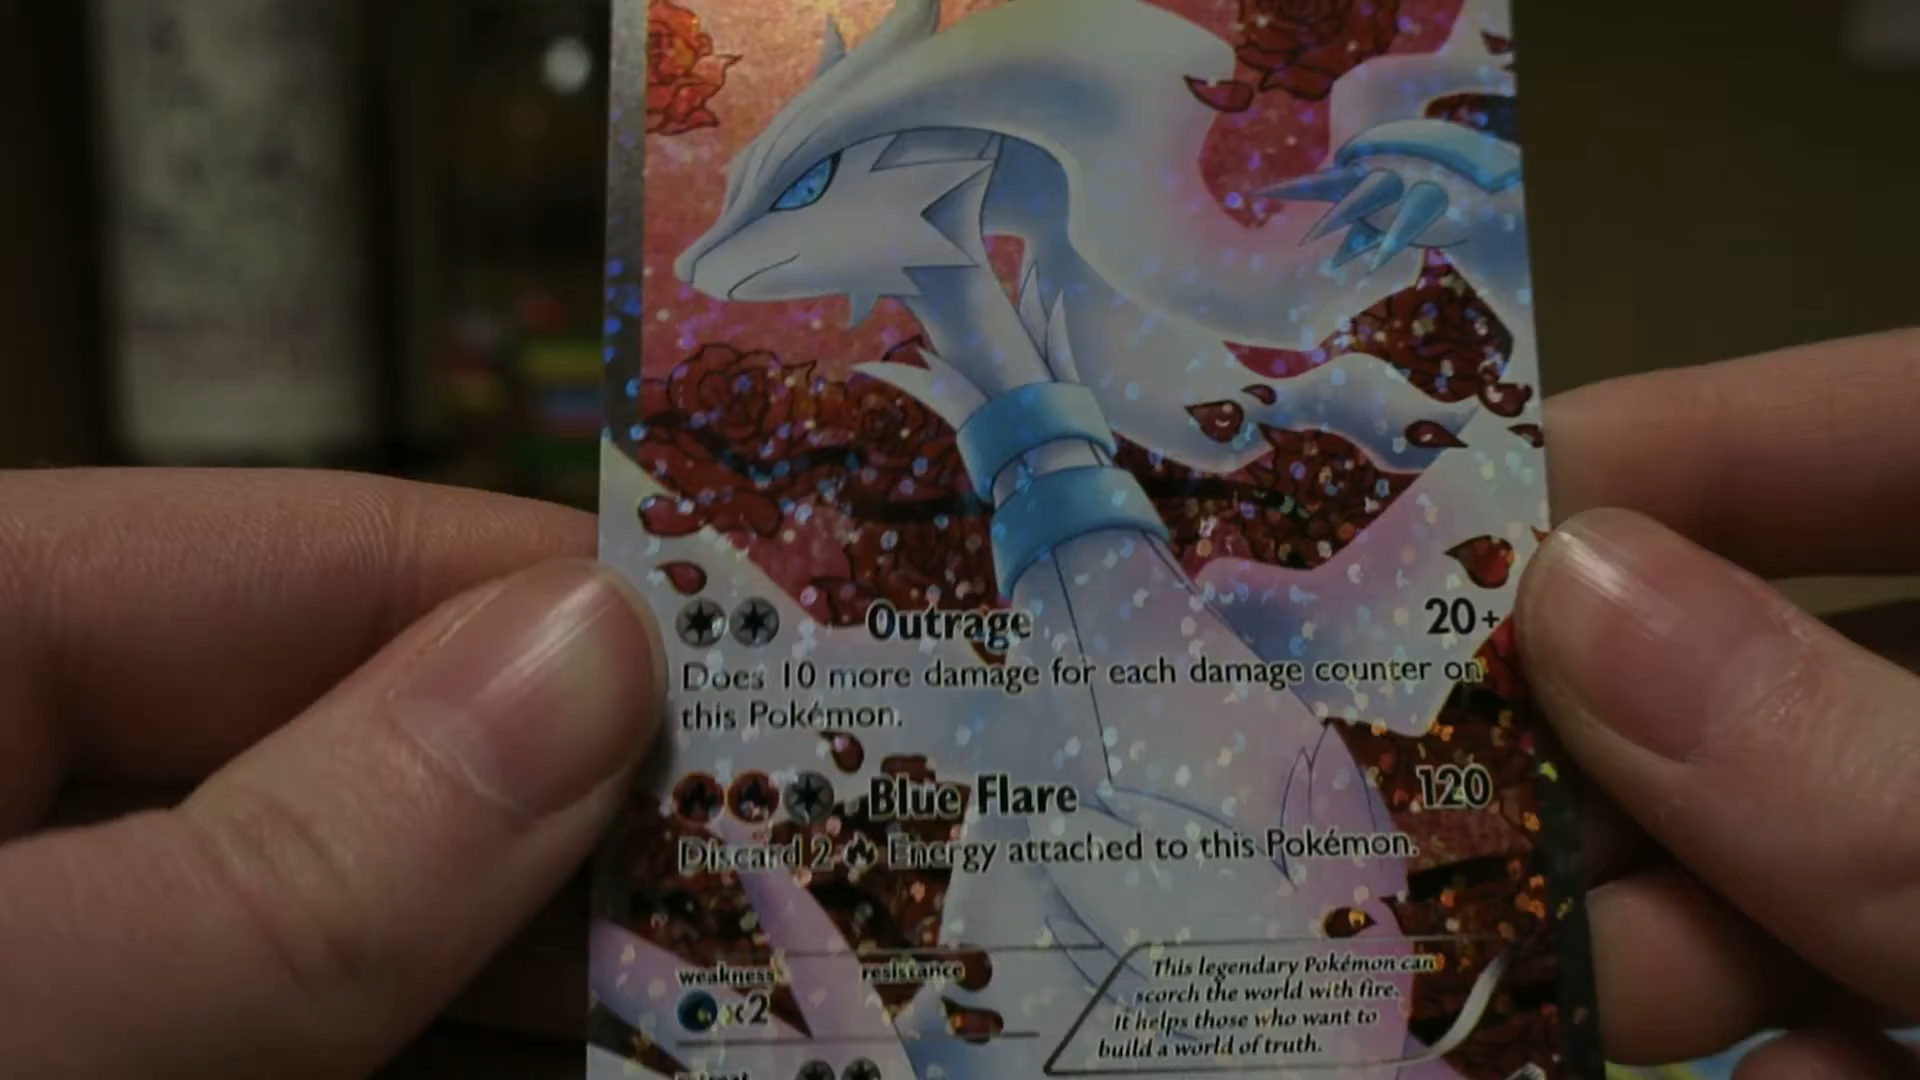 Outrage 20+
Does 10 more damage for each damage counter on
this Pokémon.
Blue Flare 120
Discard 2 Energy attached to this Pokémon.
weakness resistance
x2
This legendary Pokémon can
scorch the world with fire.
It helps those who want to
build a world of truth.
retreat